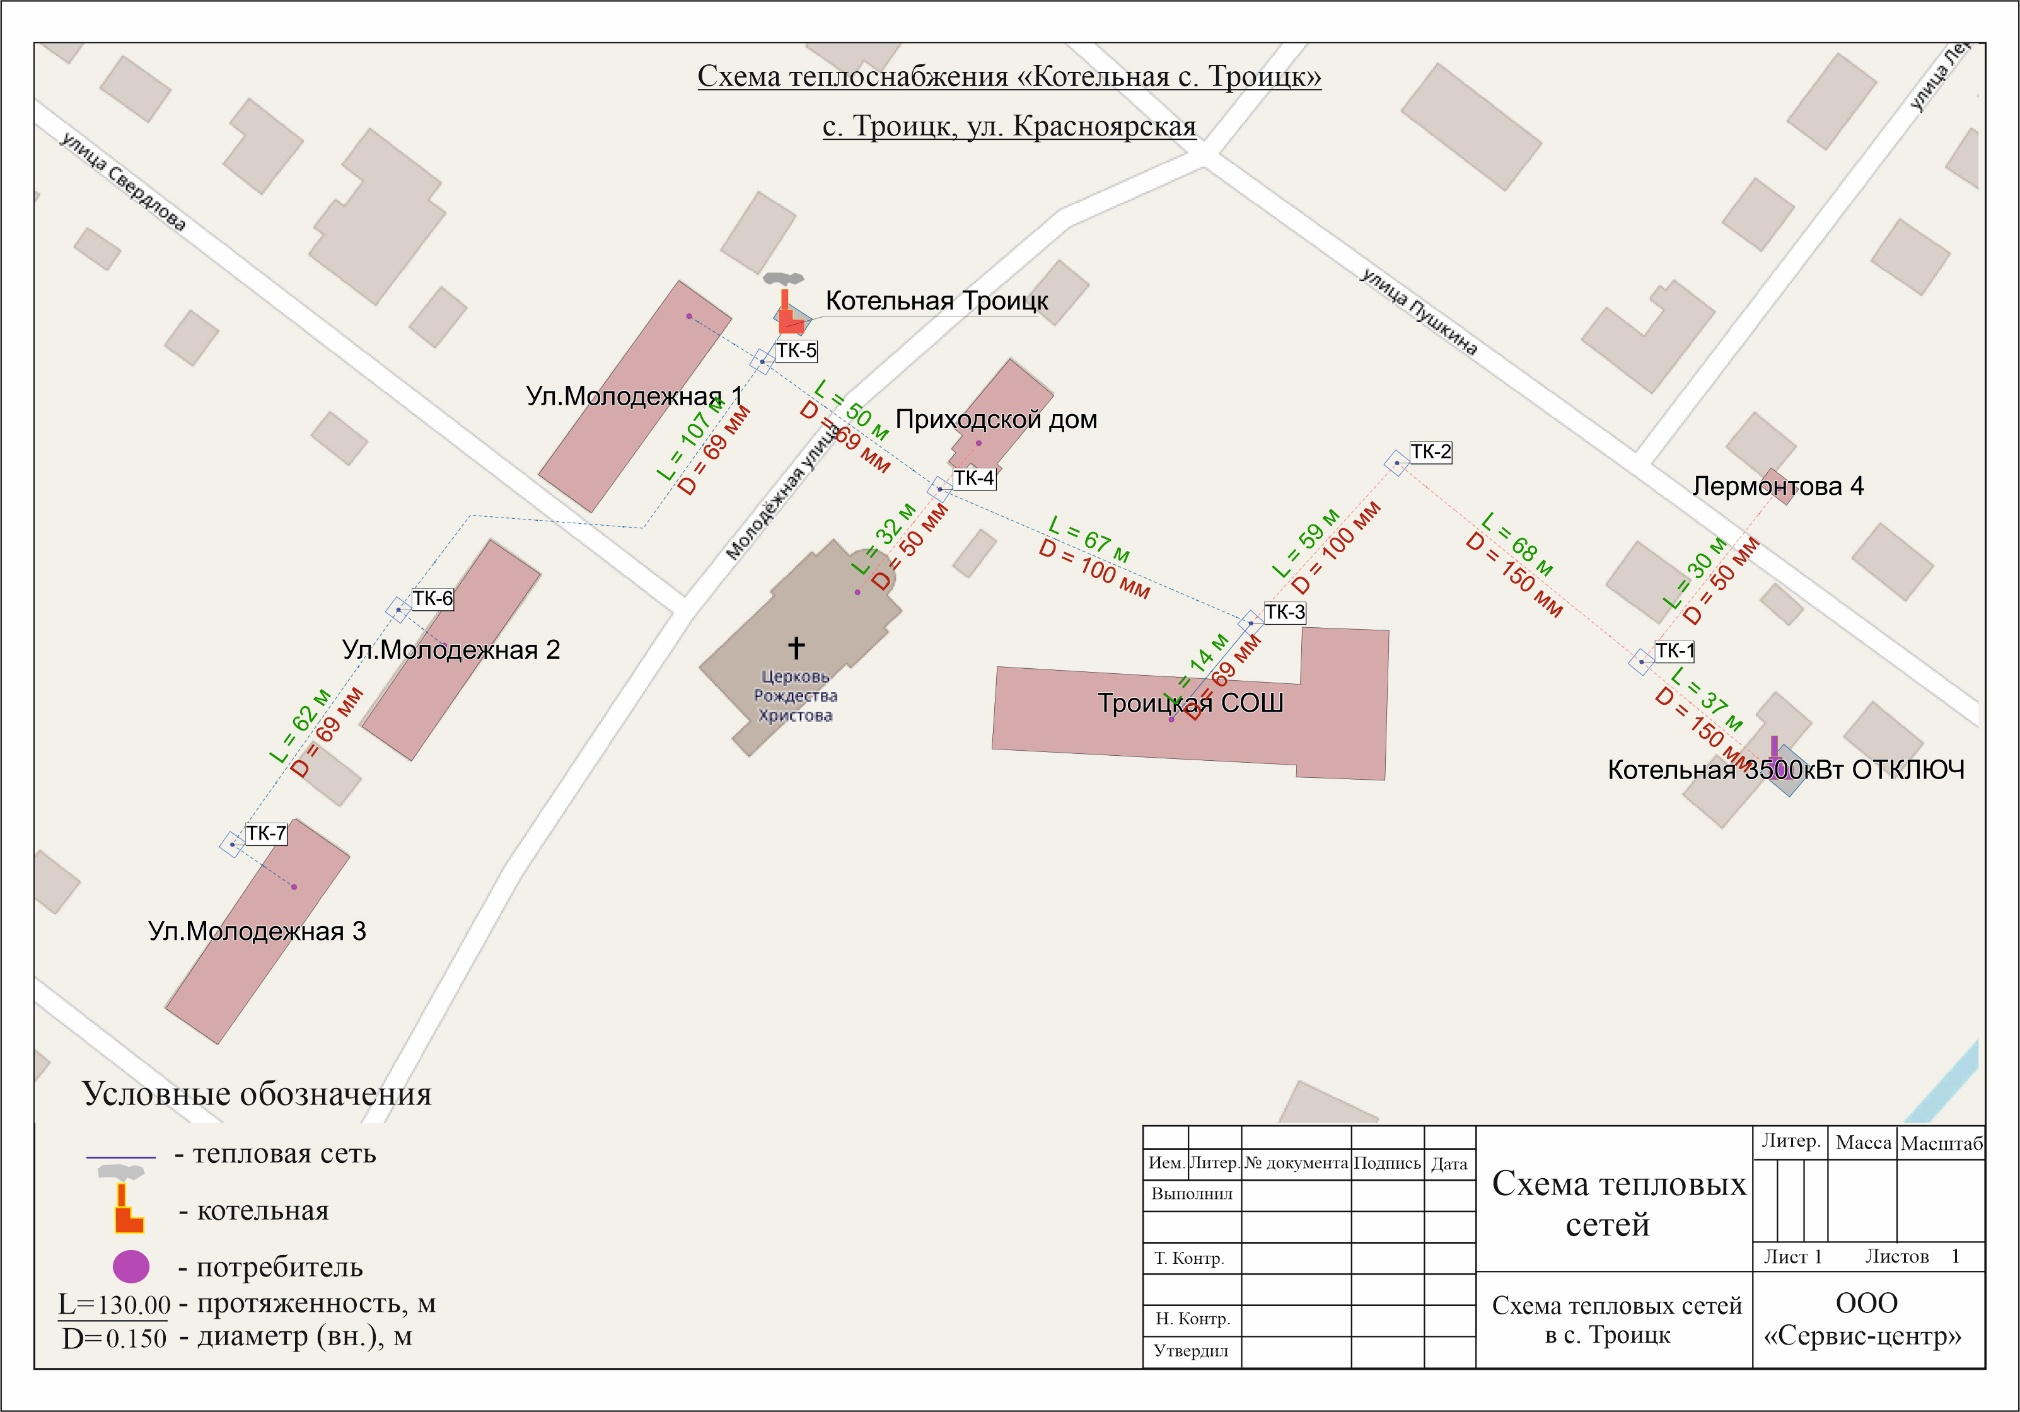 Схема теплоснабжения «Котельная с. Троицк»
с. Троицк, ул. Красноярская
улица Свердлова
улица Пушкина
Молодёжная улица
Котельная Троицк
ТК-5
Ул.Молодежная 1
L = 107 м
D = 69 мм
L = 50 м
D = 69 мм
Приходской дом
ТК-4
L = 32 м
D = 50 мм
L = 67 м
D = 100 мм
ТК-2
L = 59 м
D = 100 мм
L = 68 м
D = 150 мм
Лермонтова 4
L = 30 м
D = 50 мм
ТК-3
L = 14 м
D = 69 мм
Троицкая СОШ
ТК-1
L = 37 м
D = 150 мм
Котельная 3500кВт ОТКЛЮЧ
ТК-6
Ул.Молодежная 2
L = 62 м
D = 69 мм
Церковь
Рождества
Христова
ТК-7
Ул.Молодежная 3
Условные обозначения
- тепловая сеть
- котельная
- потребитель
L=130.00 - протяженность, м
D=0.150 - диаметр (вн.), м
Ием. Литер. № документа Подпись Дата
Выполнил
Т. Контр.
Н. Контр.
Утвердил
Схема тепловых
сетей
Литер. Масса Масштаб
Лист 1 Листов 1
Схема тепловых сетей
в с. Троицк
ООО
«Сервис-центр»